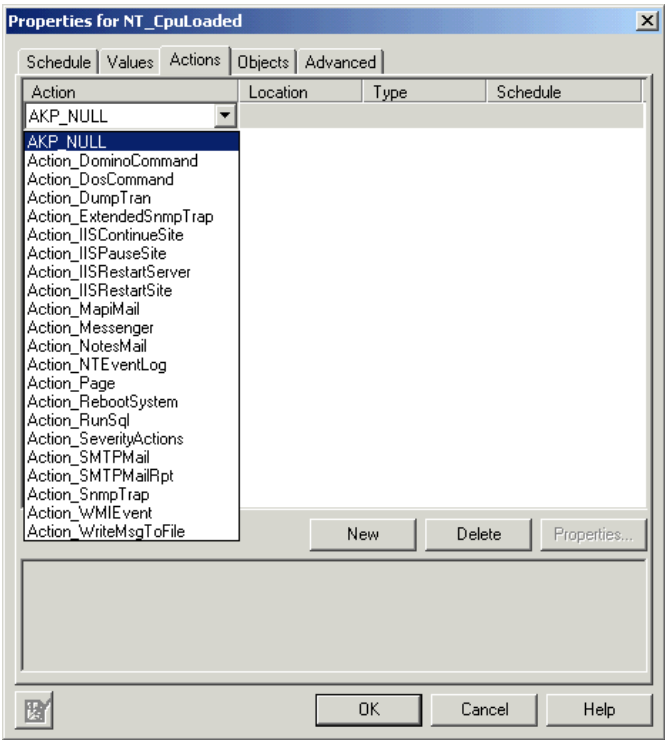 Properties for NT_CpuLoaded
Schedule Values Actions Objects Advanced
Action Location Type Schedule
AKP_NULL
AKP_NULL
Action_DominoCommand
Action_DosCommand
Action_DumpTran
Action_ExtendedSnmpTrap
Action_IISContinueSite
Action_IISPauseSite
Action_IISRestartServer
Action_IISRestartSite
Action_MapiMail
Action_Messenger
Action_NotesMail
Action_NTEventLog
Action_Page
Action_RebootSystem
Action_RunSql
Action_SeverityActions
Action_SMTPMail
Action_SMTPMailRpt
Action_SnmpTrap
Action_WMIEvent
Action_WriteMsgToFile
New Delete Properties...
OK Cancel Help